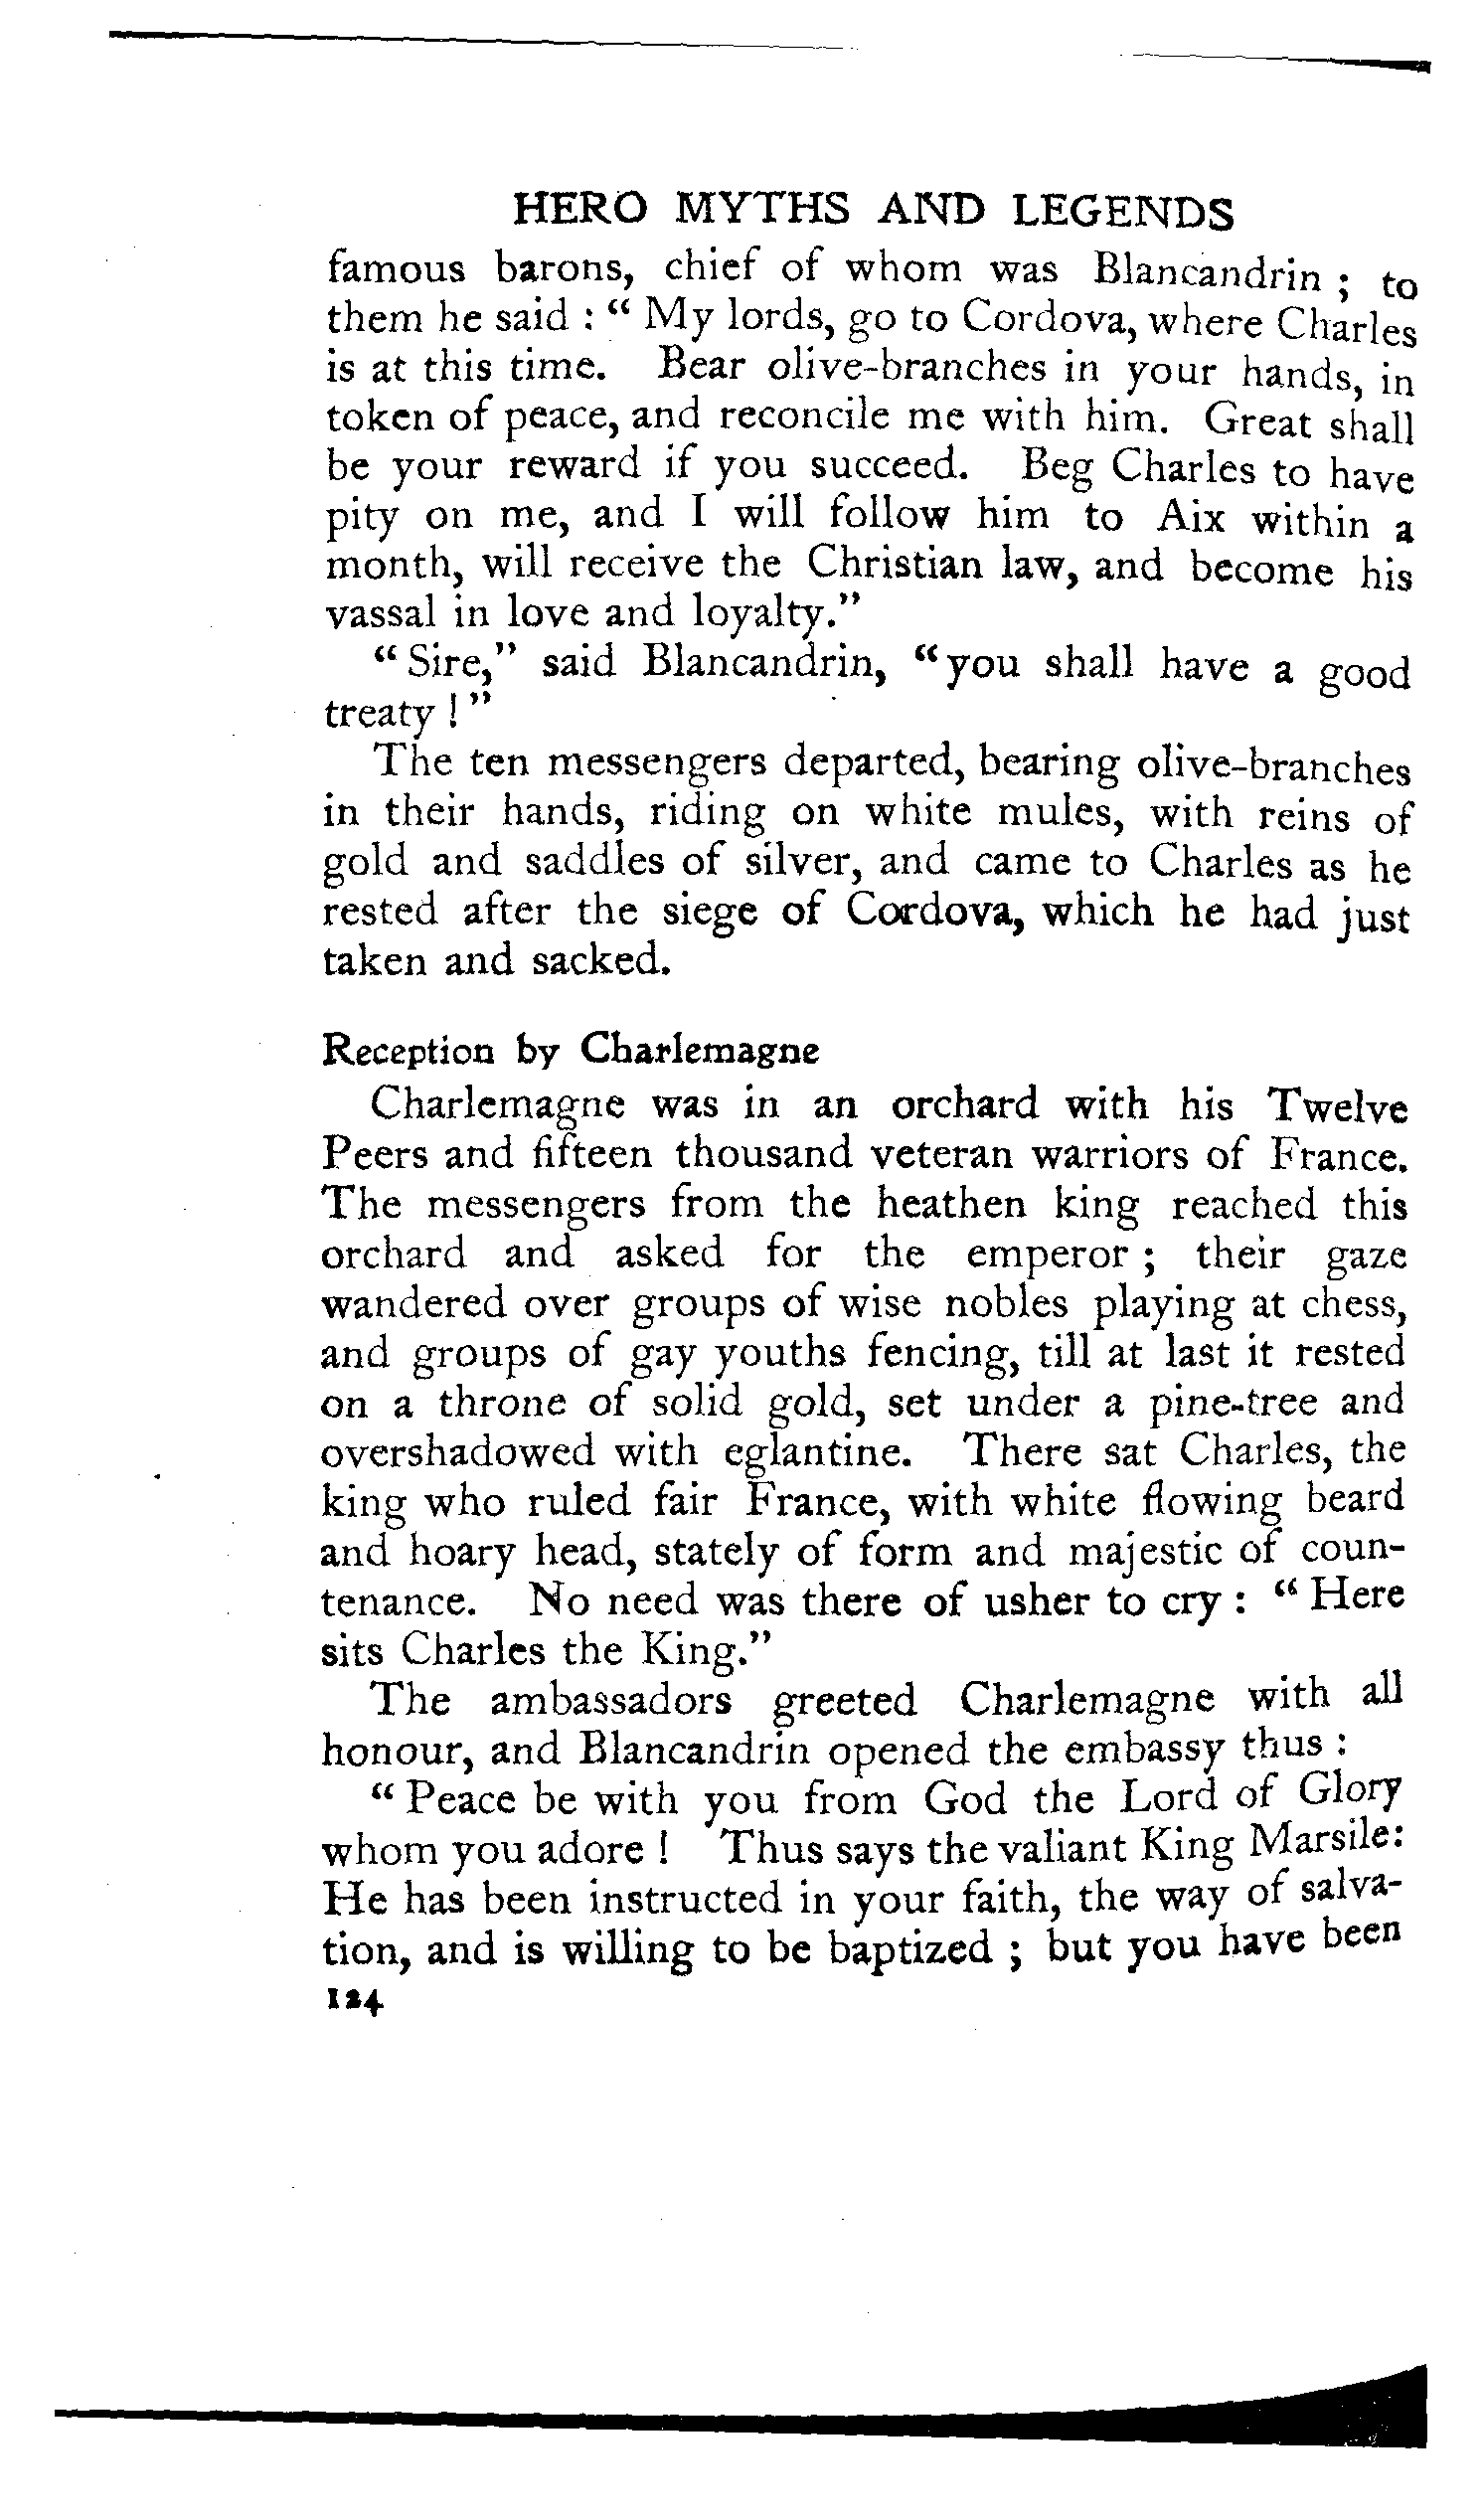 HERO MYTHS AND LEGENDS
famous barons, chief of whom was Blancandrin ; to
them he said : “ My lords, go to Cordova, where Charles
is at this time. Bear olive-branches in your hands, in
token of peace, and reconcile me with him. Great shall
be your reward if you succeed. Beg Charles to have
pity on me, and I will follow him to Aix within a
month, will receive the Christian law, and become his
vassal in love and loyalty.”
“ Sire,” said Blancandrin, “ you shall have a good
treaty ! ”
The ten messengers departed, bearing olive-branches
in their hands, riding on white mules, with reins of
gold and saddles of silver, and came to Charles as he
rested after the siege of Cordova, which he had just
taken and sacked.
Reception by Charlemagne
Charlemagne was in an orchard with his Twelve
Peers and fifteen thousand veteran warriors of France.
The messengers from the heathen king reached this
orchard and asked for the emperor ; their gaze
wandered over groups of wise nobles playing at chess,
and groups of gay youths fencing, till at last it rested
on a throne of solid gold, set under a pine-tree and
overshadowed with eglantine. There sat Charles, the
king who ruled fair France, with white flowing beard
and hoary head, stately of form and majestic of coun-
tenance. No need was there of usher to cry : “ Here
sits Charles the King.”
The ambassadors greeted Charlemagne with all
honour, and Blancandrin opened the embassy thus :
“ Peace be with you from God the Lord of Glory
whom you adore ! Thus says the valiant King Marsile:
He has been instructed in your faith, the way of salva-
tion, and is willing to be baptized ; but you have been
124